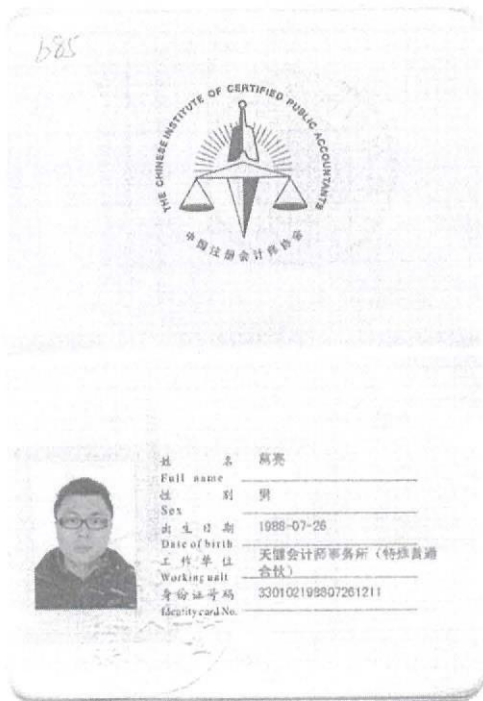 b85
THE CHINESE INSTITUTE OF CERTIFIED PUBLIC ACCOUNTANTS
中国注册会计师协会
姓 名
Full name
性 别 男
Sex
出生日期 1988-07-26
Date of birth
工作单位 天健会计师事务所（特殊普通
合伙）
Working unit
身份证号码 330102198807261211
Identity card No.